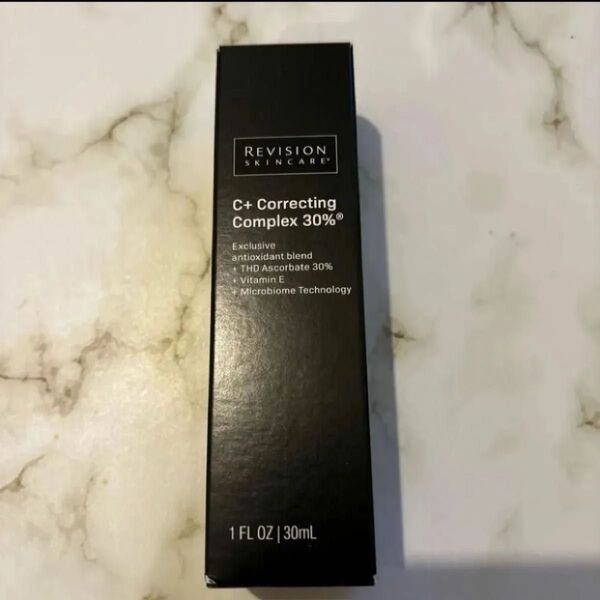 REVISION
SKINCARE®
C+ Correcting
Complex 30%®
Exclusive
antioxidant blend
+ THD Ascorbate 30%
+ Vitamin E
+ Microbiome Technology
1 FL OZ | 30mL